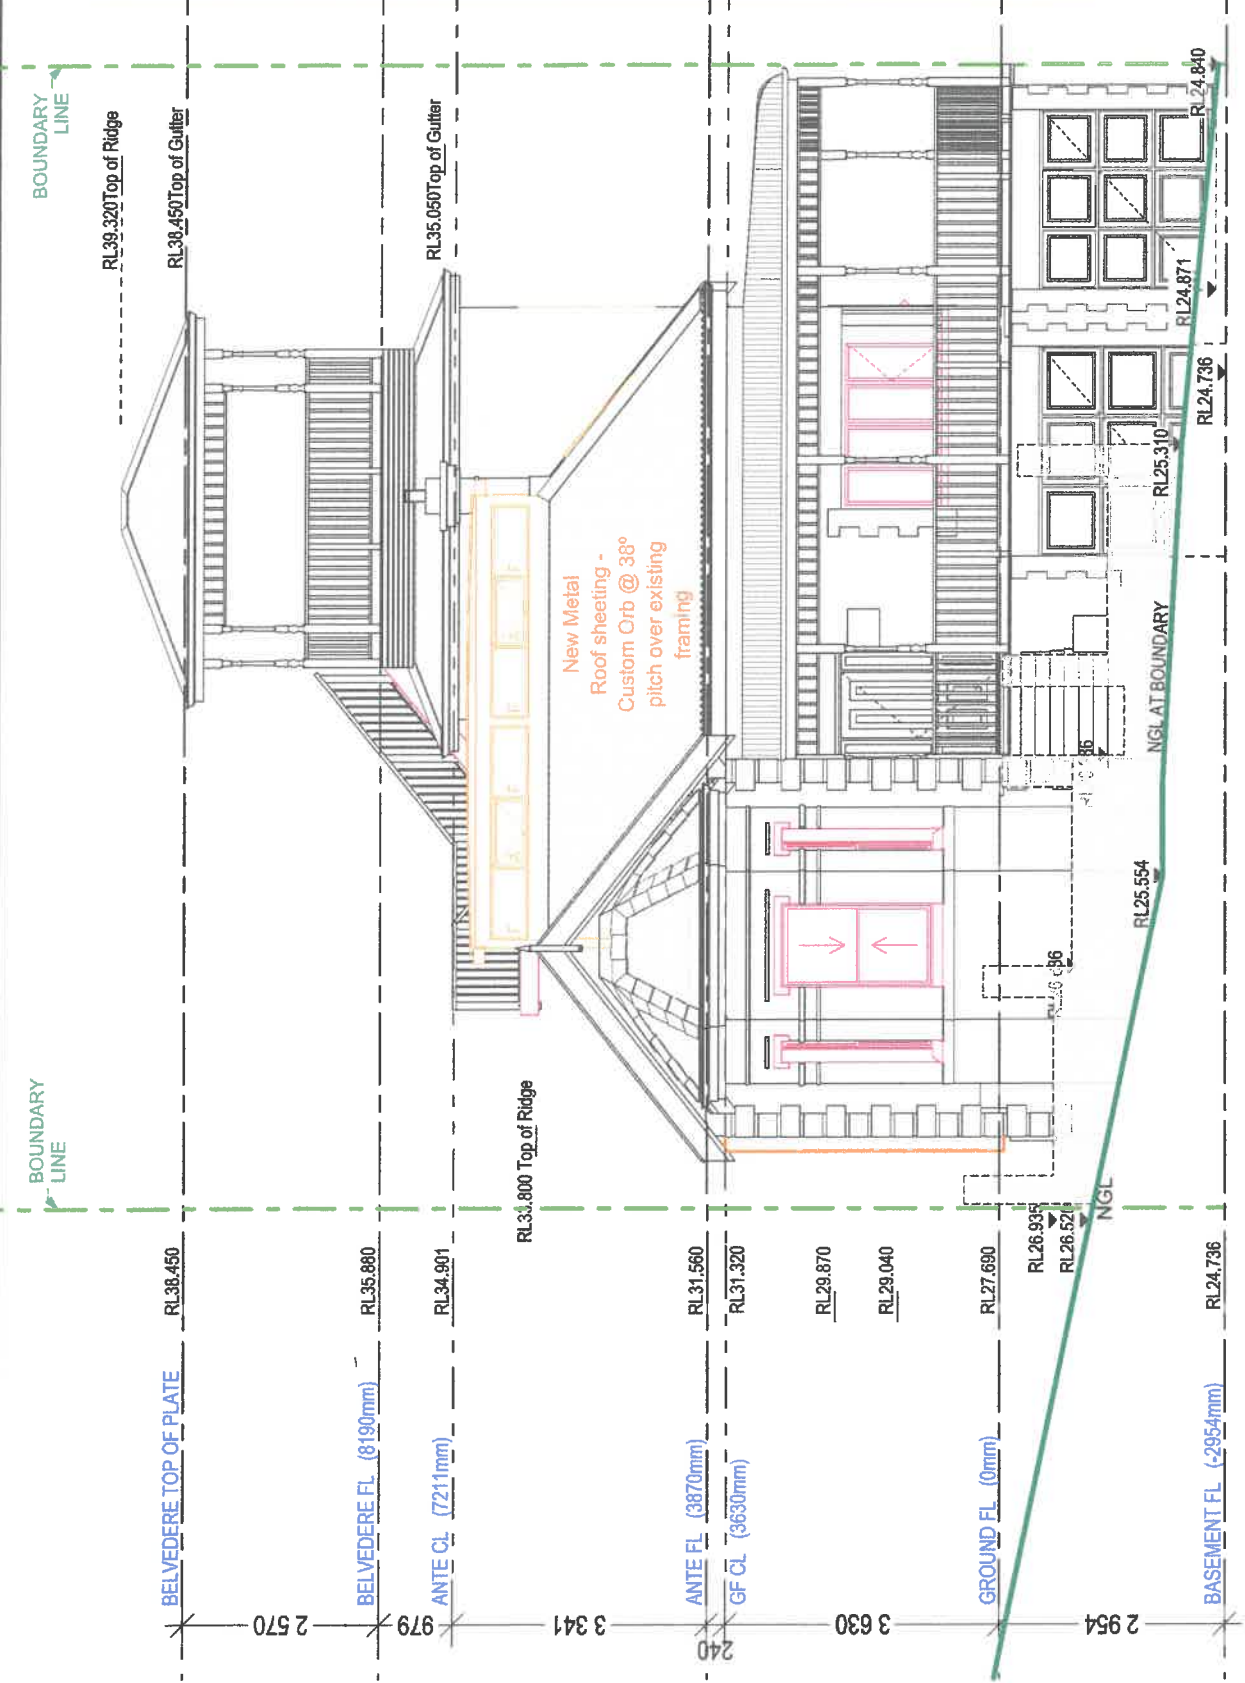 BOUNDARY
LINE
BOUNDARY
LINE
RL39.320Top of Ridge
RL38.450Top of Gutter
RL35.050Top of Gutter
RL33.800 Top of Ridge
New Metal
Roof sheeting -
Custom Orb @ 38°
pitch over existing
framing
BELVEDERE TOP OF PLATE
RL38.450
2 570
BELVEDERE FL (8190mm)
RL35.880
979
ANTE CL (7211mm)
RL34.901
3 341
ANTE FL (3870mm)
RL31.560
240
GF CL (3630mm)
RL31.320
RL29.870
RL29.040
3 630
GROUND FL (0mm)
RL27.690
RL26.935
RL26.520
NGL
2 954
BASEMENT FL (-2954mm)
RL24.736
RL25.554
NGL AT BOUNDARY
RL25.310
RL24.736
RL24.871
RL24.840